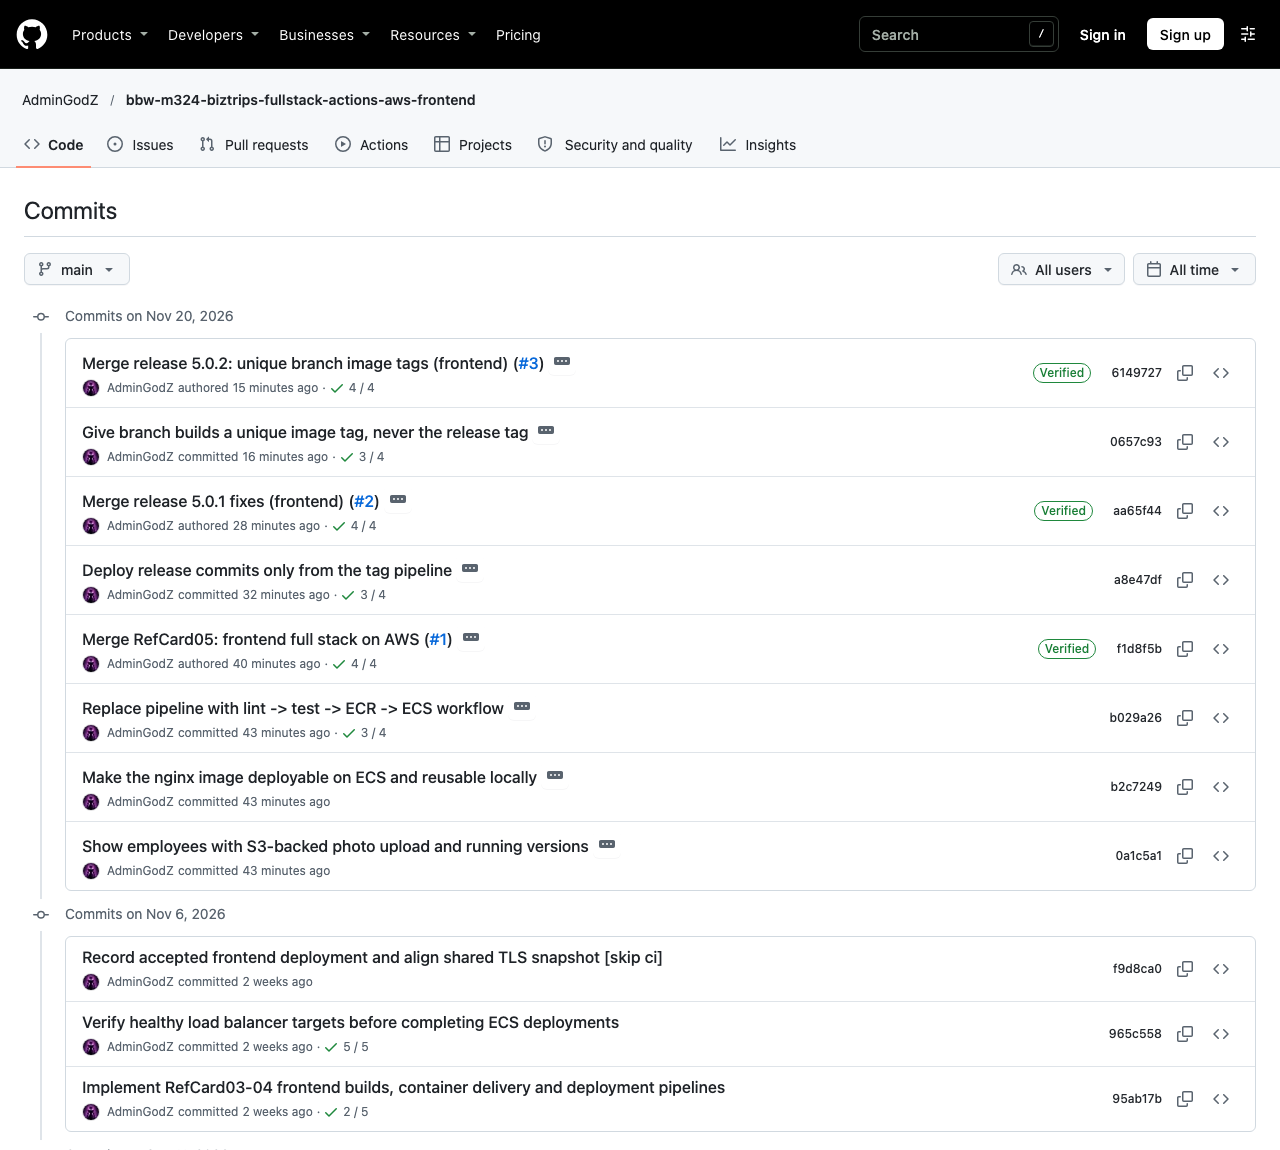 Products
Developers
Businesses
Resources
Pricing
Search
/
Sign in
Sign up
AdminGodZ / bbw-m324-biztrips-fullstack-actions-aws-frontend
Code
Issues
Pull requests
Actions
Projects
Security and quality
Insights
Commits
main
All users
All time
Commits on Nov 20, 2026
Merge release 5.0.2: unique branch image tags (frontend) (#3)
AdminGodZ authored 15 minutes ago · 4 / 4
Verified
6149727
Give branch builds a unique image tag, never the release tag
AdminGodZ committed 16 minutes ago · 3 / 4
0657c93
Merge release 5.0.1 fixes (frontend) (#2)
AdminGodZ authored 28 minutes ago · 4 / 4
Verified
aa65f44
Deploy release commits only from the tag pipeline
AdminGodZ committed 32 minutes ago · 3 / 4
a8e47df
Merge RefCard05: frontend full stack on AWS (#1)
AdminGodZ authored 40 minutes ago · 4 / 4
Verified
f1d8f5b
Replace pipeline with lint -> test -> ECR -> ECS workflow
AdminGodZ committed 43 minutes ago · 3 / 4
b029a26
Make the nginx image deployable on ECS and reusable locally
AdminGodZ committed 43 minutes ago
b2c7249
Show employees with S3-backed photo upload and running versions
AdminGodZ committed 43 minutes ago
0a1c5a1
Commits on Nov 6, 2026
Record accepted frontend deployment and align shared TLS snapshot [skip ci]
AdminGodZ committed 2 weeks ago
f9d8ca0
Verify healthy load balancer targets before completing ECS deployments
AdminGodZ committed 2 weeks ago · 5 / 5
965c558
Implement RefCard03-04 frontend builds, container delivery and deployment pipelines
AdminGodZ committed 2 weeks ago · 2 / 5
95ab17b